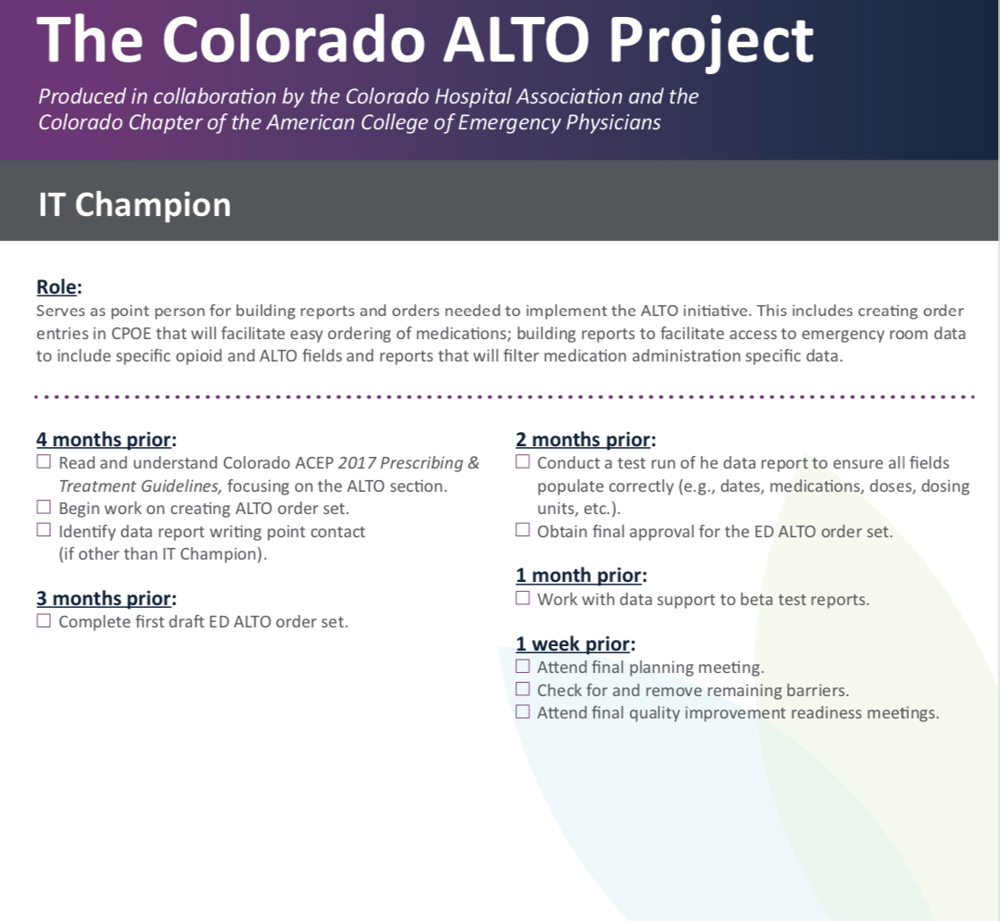 The Colorado ALTO Project
Produced in collaboration by the Colorado Hospital Association and the
Colorado Chapter of the American College of Emergency Physicians
IT Champion
Role:
Serves as point person for building reports and orders needed to implement the ALTO initiative. This includes creating order
entries in CPOE that will facilitate easy ordering of medications; building reports to facilitate access to emergency room data
to include specific opioid and ALTO fields and reports that will filter medication administration specific data.
4 months prior:
Read and understand Colorado ACEP 2017 Prescribing &
Treatment Guidelines, focusing on the ALTO section.
Begin work on creating ALTO order set.
Identify data report writing point contact
(if other than IT Champion).
3 months prior:
Complete first draft ED ALTO order set.
2 months prior:
Conduct a test run of he data report to ensure all fields
populate correctly (e.g., dates, medications, doses, dosing
units, etc.).
Obtain final approval for the ED ALTO order set.
1 month prior:
Work with data support to beta test reports.
1 week prior:
Attend final planning meeting.
Check for and remove remaining barriers.
Attend final quality improvement readiness meetings.